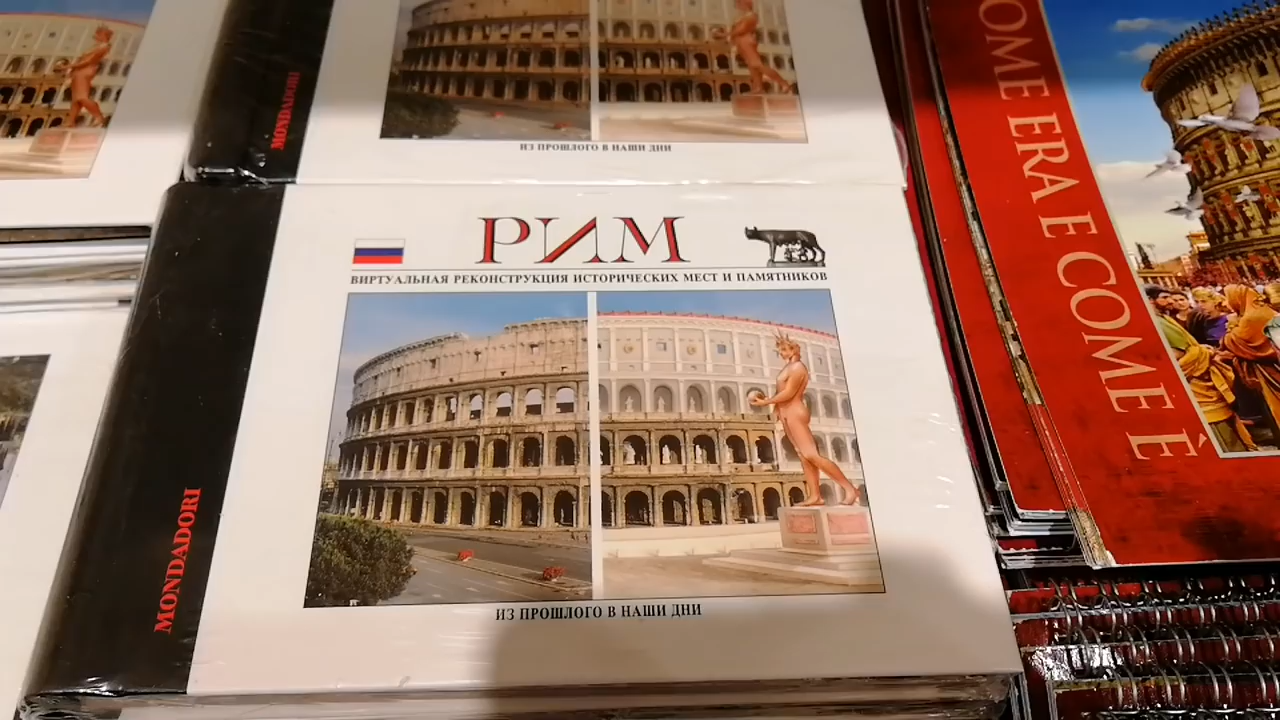 MONDADORI
ИЗ ПРОШЛОГО В НАШИ ДНИ
РИМ
ВИРТУАЛЬНАЯ РЕКОНСТРУКЦИЯ ИСТОРИЧЕСКИХ МЕСТ И ПАМЯТНИКОВ
MONDADORI
ИЗ ПРОШЛОГО В НАШИ ДНИ
OME ERA E COME È